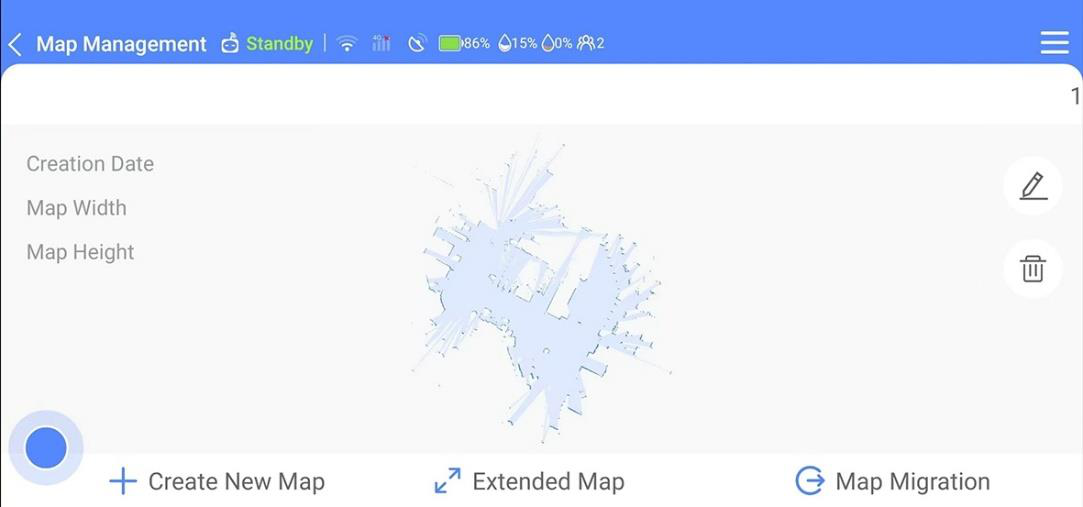 Map Management Standby 4G 86% 15% 0% 2
1
Creation Date
Map Width
Map Height
Create New Map Extended Map Map Migration